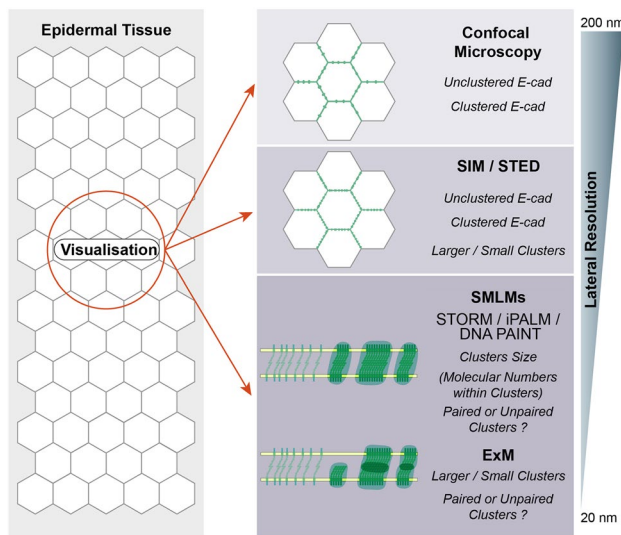 Epidermal Tissue
Visualisation
Confocal
Microscopy
Unclustered E-cad
Clustered E-cad
SIM / STED
Unclustered E-cad
Clustered E-cad
Larger / Small Clusters
SMLMs
STORM / iPALM /
DNA PAINT
Clusters Size
(Molecular Numbers
within Clusters)
Paired or Unpaired
Clusters ?
ExM
Larger / Small Clusters
Paired or Unpaired
Clusters ?
200 nm
Lateral Resolution
20 nm